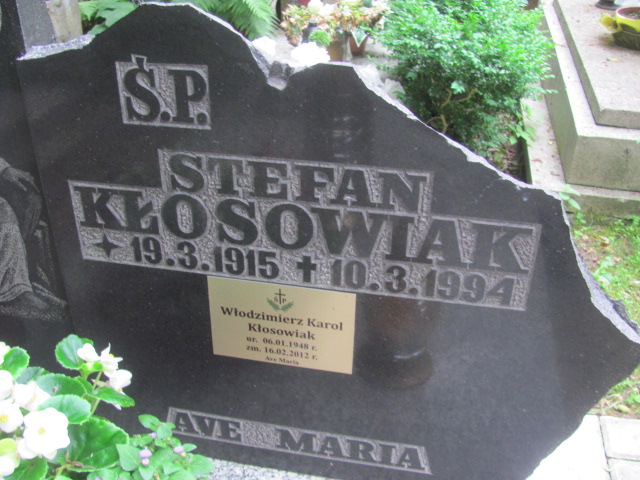 Ś.P.
STEFAN
KŁOSOWIAK
19.3.1915 ✝ 10.3.1994
Ś P
Włodzimierz Karol
Kłosowiak
ur. 06.01.1948 r.
zm. 16.02.2012 r.
Ave Maria
AVE MARIA